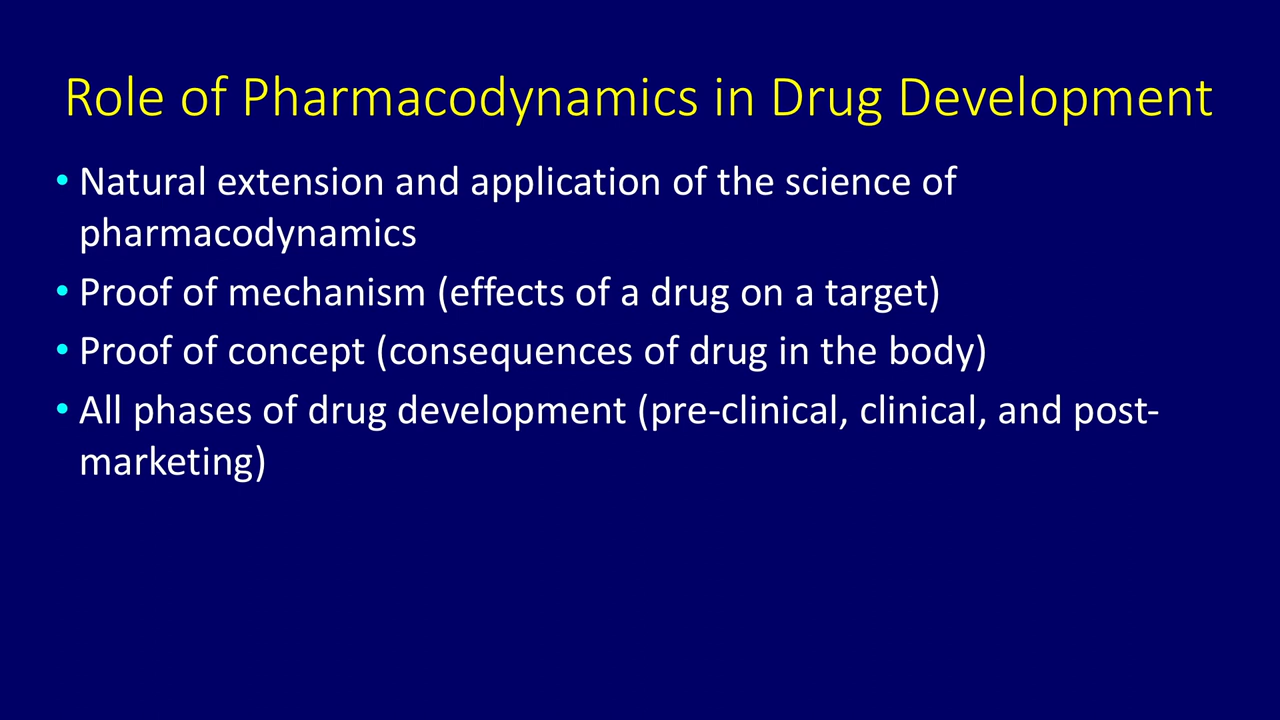 Role of Pharmacodynamics in Drug Development
• Natural extension and application of the science of
pharmacodynamics
• Proof of mechanism (effects of a drug on a target)
• Proof of concept (consequences of drug in the body)
• All phases of drug development (pre-clinical, clinical, and post-
marketing)